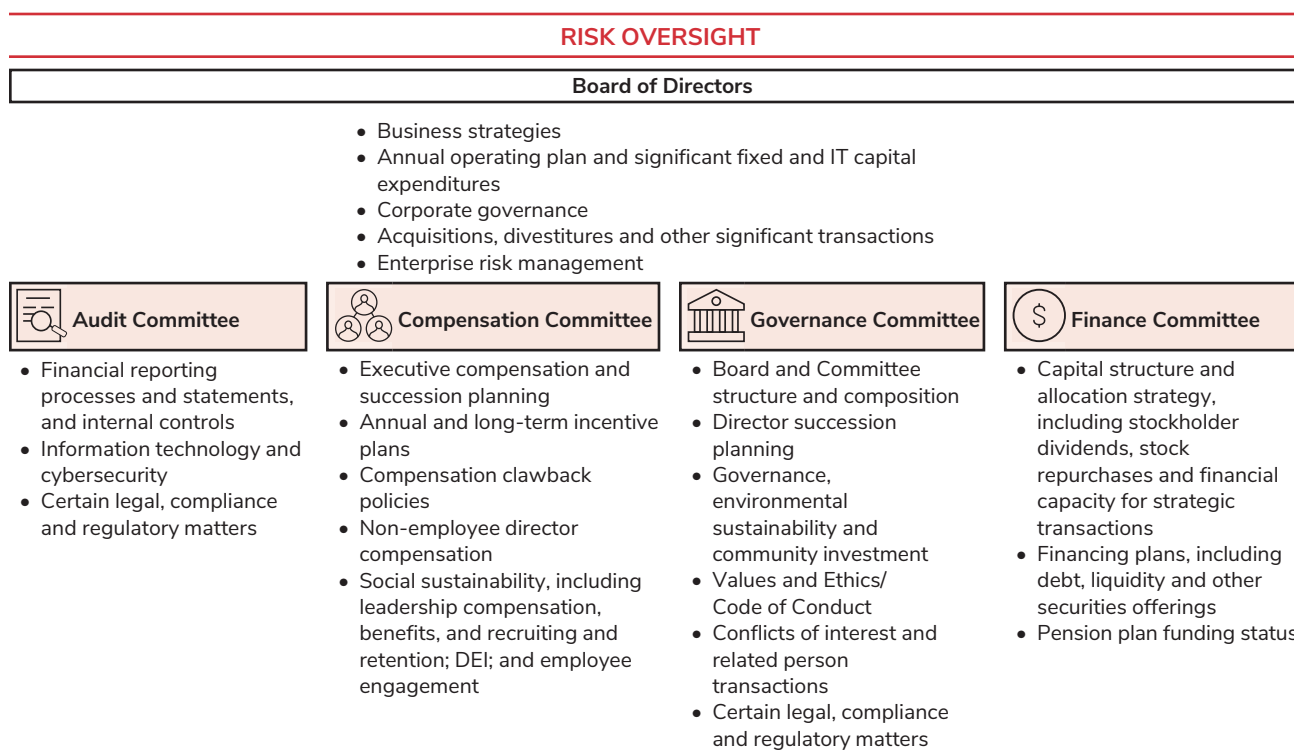 RISK OVERSIGHT
Board of Directors
• Business strategies
• Annual operating plan and significant fixed and IT capital
expenditures
• Corporate governance
• Acquisitions, divestitures and other significant transactions
• Enterprise risk management
Audit Committee
• Financial reporting
processes and statements,
and internal controls
• Information technology and
cybersecurity
• Certain legal, compliance
and regulatory matters
Compensation Committee
• Executive compensation and
succession planning
• Annual and long-term incentive
plans
• Compensation clawback
policies
• Non-employee director
compensation
• Social sustainability, including
leadership compensation,
benefits, and recruiting and
retention; DEI; and employee
engagement
Governance Committee
• Board and Committee
structure and composition
• Director succession
planning
• Governance,
environmental
sustainability and
community investment
• Values and Ethics/
Code of Conduct
• Conflicts of interest and
related person
transactions
• Certain legal, compliance
and regulatory matters
$
Finance Committee
• Capital structure and
allocation strategy,
including stockholder
dividends, stock
repurchases and financial
capacity for strategic
transactions
• Financing plans, including
debt, liquidity and other
securities offerings
• Pension plan funding status